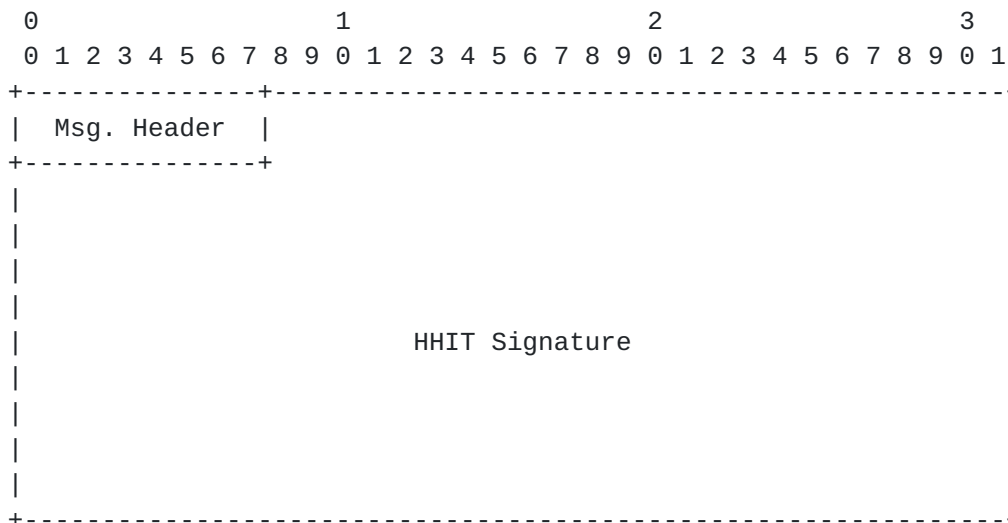 0                   1                   2                   3
0 1 2 3 4 5 6 7 8 9 0 1 2 3 4 5 6 7 8 9 0 1 2 3 4 5 6 7 8 9 0 1
+---------------+-----------------------------------------------
|  Msg. Header  |
+---------------+
|
|
|
|
|                         HHIT Signature
|
|
|
|
+---------------------------------------------------------------